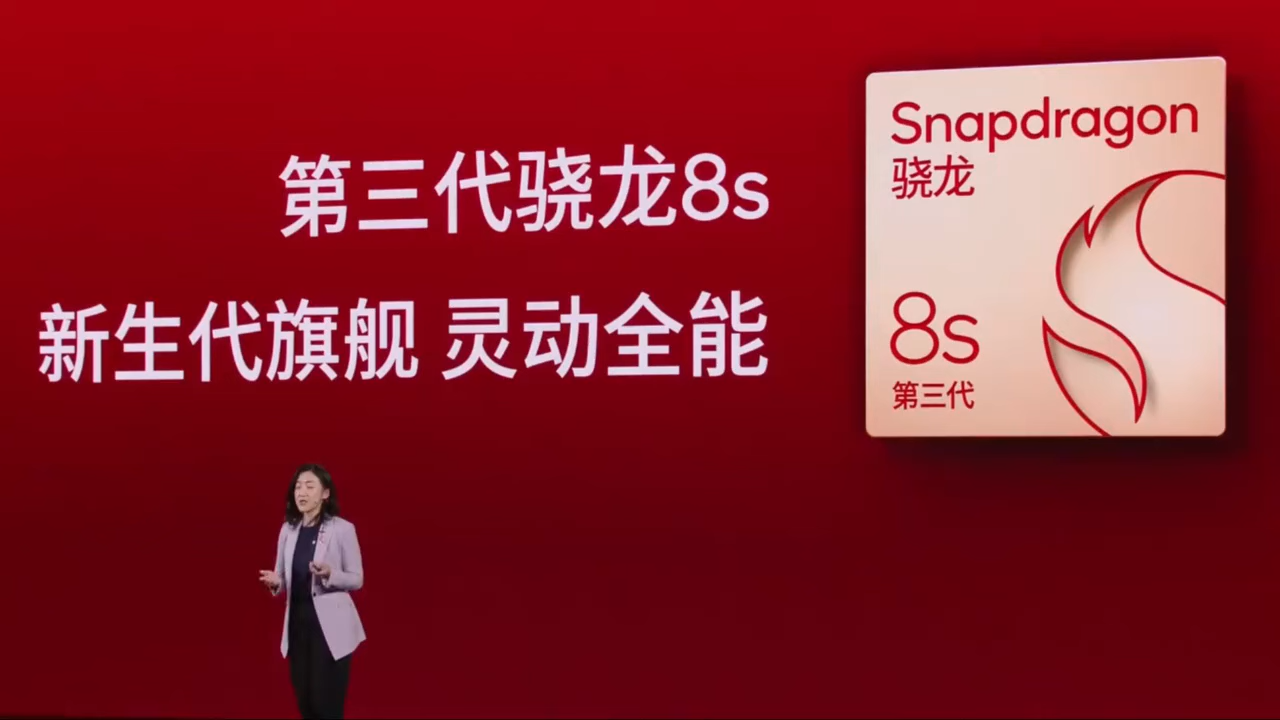 第三代骁龙8s
新生代旗舰 灵动全能
Snapdragon
骁龙
8s
第三代